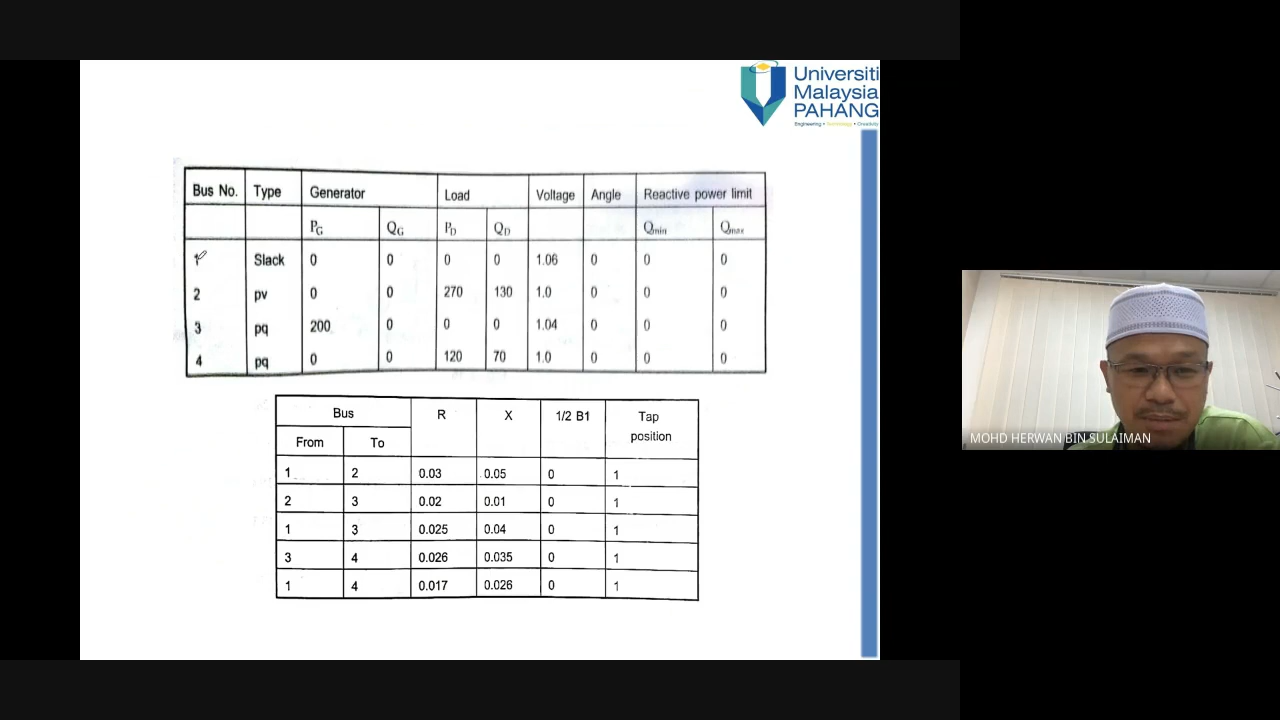 Universiti
Malaysia
PAHANG
Engineering • Technology • Creativity
Bus No. Type Generator Load Voltage Angle Reactive power limit
PG QG PD QD Qmin Qmax
1 Slack 0 0 0 0 1.06 0 0 0
2 pv 0 0 270 130 1.0 0 0 0
3 pq 200 0 0 0 1.04 0 0 0
4 pq 0 0 120 70 1.0 0 0 0
Bus R X 1/2 B1 Tap position
From To
1 2 0.03 0.05 0 1
2 3 0.02 0.01 0 1
1 3 0.025 0.04 0 1
3 4 0.026 0.035 0 1
1 4 0.017 0.026 0 1
MOHD HERWAN BIN SULAIMAN